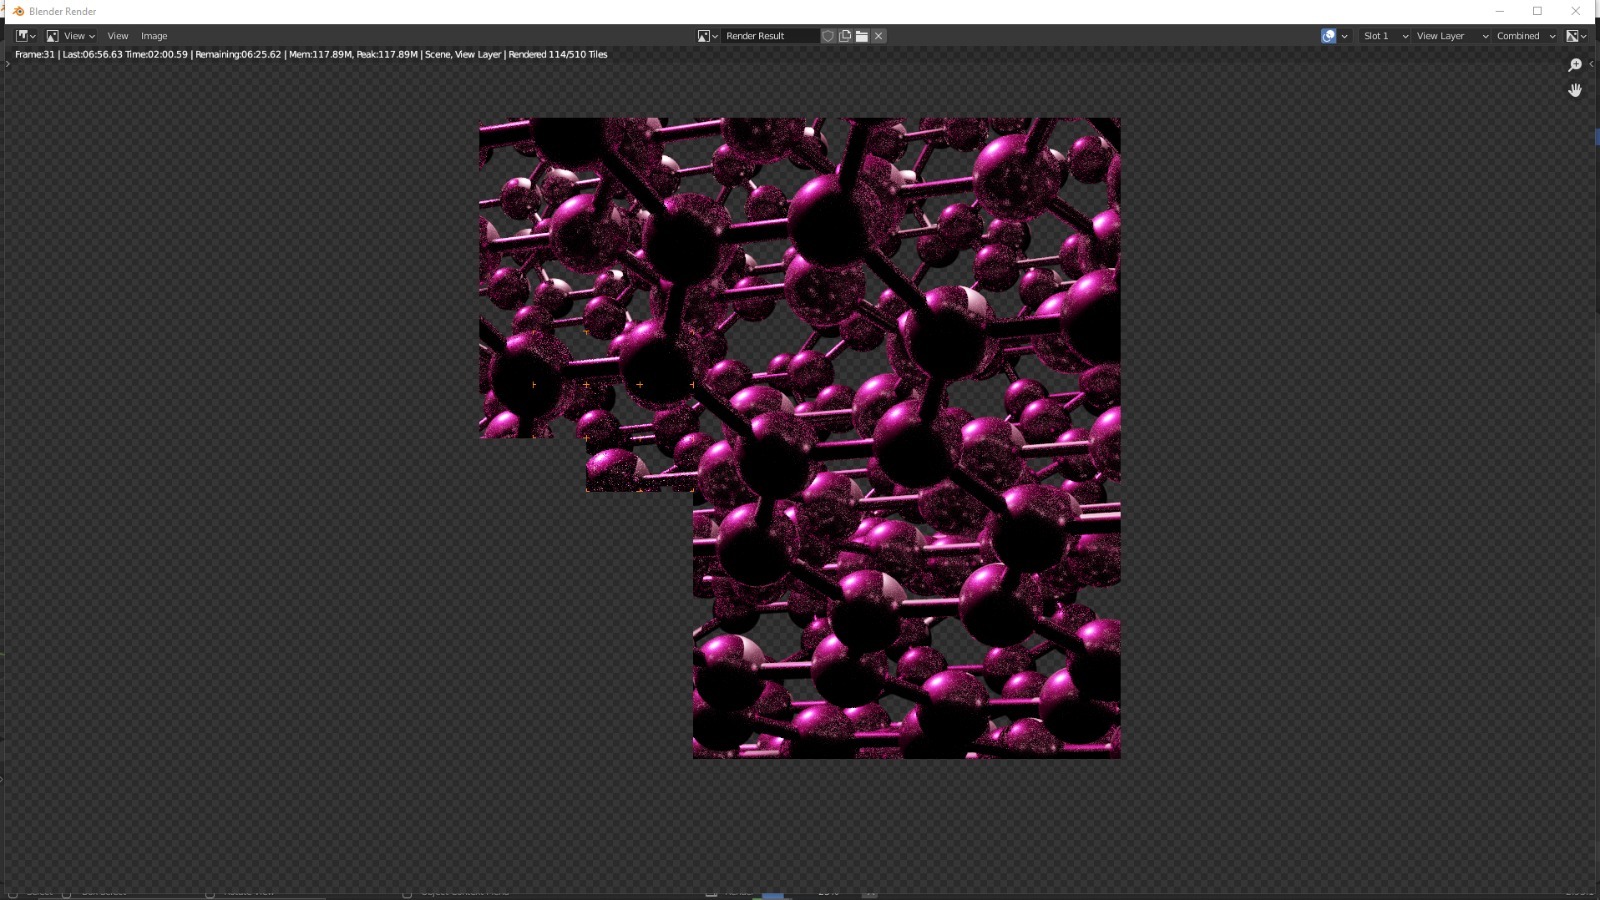 Blender Render
View View Image Render Result Slot 1 View Layer Combined
Frame:31 | Last:06:56.63 Time:02:00.59 | Remaining:06:25.62 | Mem:117.89M, Peak:117.89M | Scene, View Layer | Rendered 114/510 Tiles